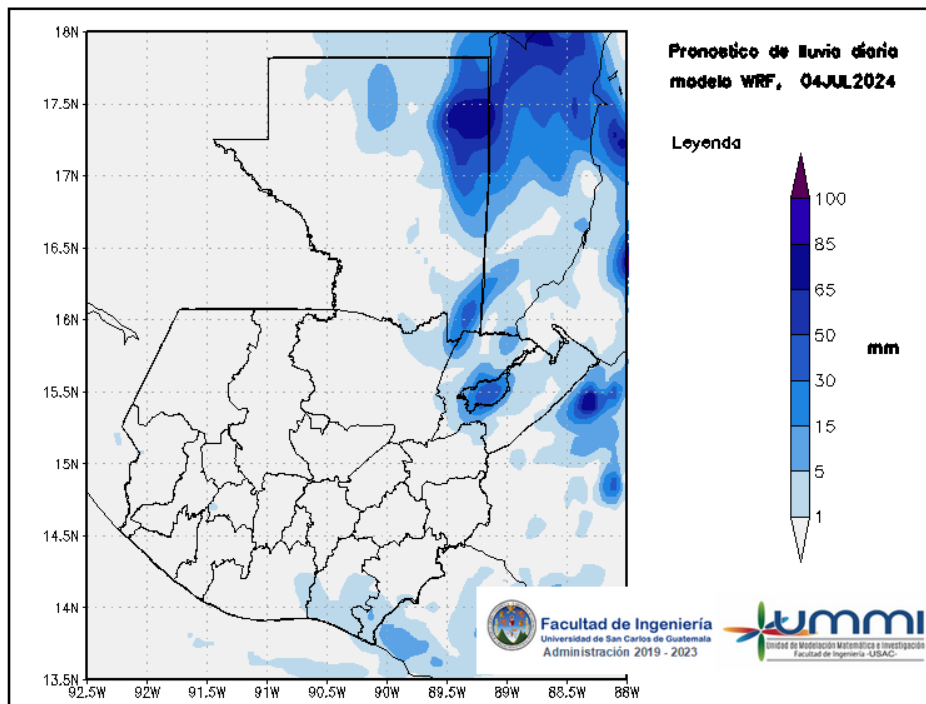 Pronostico de lluvia diaria
modelo WRF, 04JUL2024
Leyenda
100
85
65
50
30
15
5
1
mm
18N
17.5N
17N
16.5N
16N
15.5N
15N
14.5N
14N
13.5N
92.5W
92W
91.5W
91W
90.5W
90W
89.5W
89W
88.5W
88W
Facultad de Ingeniería
Universidad de San Carlos de Guatemala
Administración 2019 - 2023
UMMI
Unidad de Modelación Matemática e Investigación
Facultad de Ingeniería -USAC-